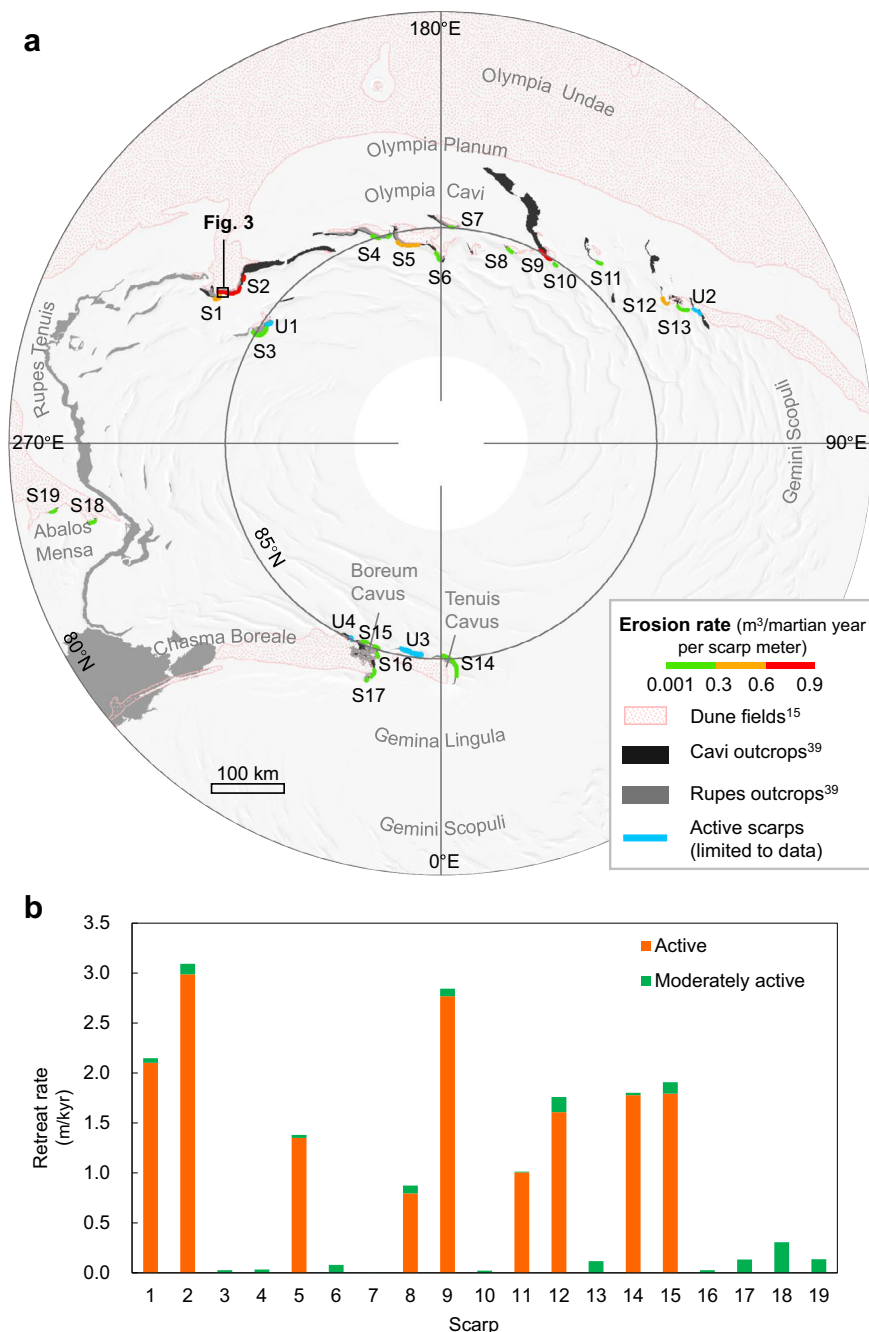 a
180°E
Olympia Undae
Olympia Planum
Olympia Cavi
Fig. 3
S7
S4
S5
S6
S8
S9
S10
S11
S2
S1
U1
S3
S12
S13
U2
Rupes Tenuis
270°E
90°E
Gemini Scopuli
S19
S18
Abalos
Mensa
85°N
80°N
Chasma Boreale
Boreum
Cavus
Tenuis
Cavus
U4
S15
U3
S16
S14
S17
Gemina Lingula
100 km
Gemini Scopuli
0°E
Erosion rate (m³/martian year
per scarp meter)
0.001 0.3 0.6 0.9
Dune fields¹⁵
Cavi outcrops³⁹
Rupes outcrops³⁹
Active scarps
(limited to data)
b
Retreat rate
(m/kyr)
3.5
3.0
2.5
2.0
1.5
1.0
0.5
0.0
Active
Moderately active
1 2 3 4 5 6 7 8 9 10 11 12 13 14 15 16 17 18 19
Scarp